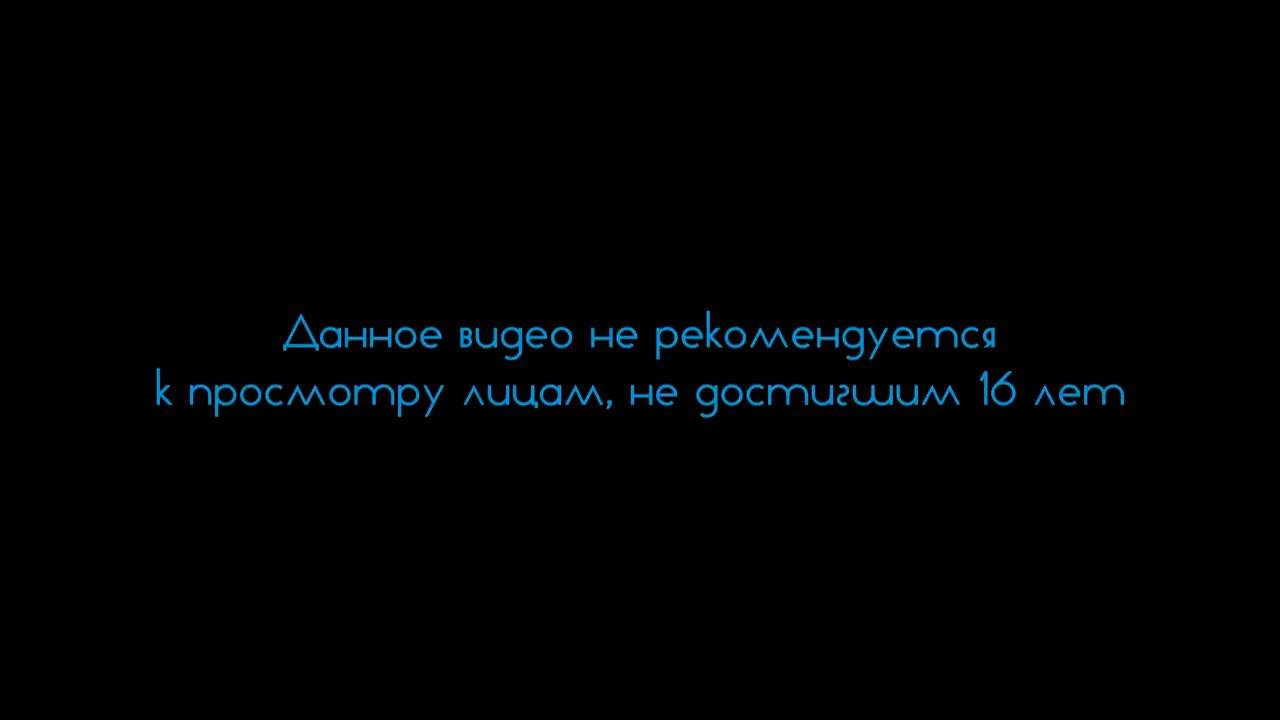 Данное видео не рекомендуется
к просмотру лицам, не достигшим 16 лет